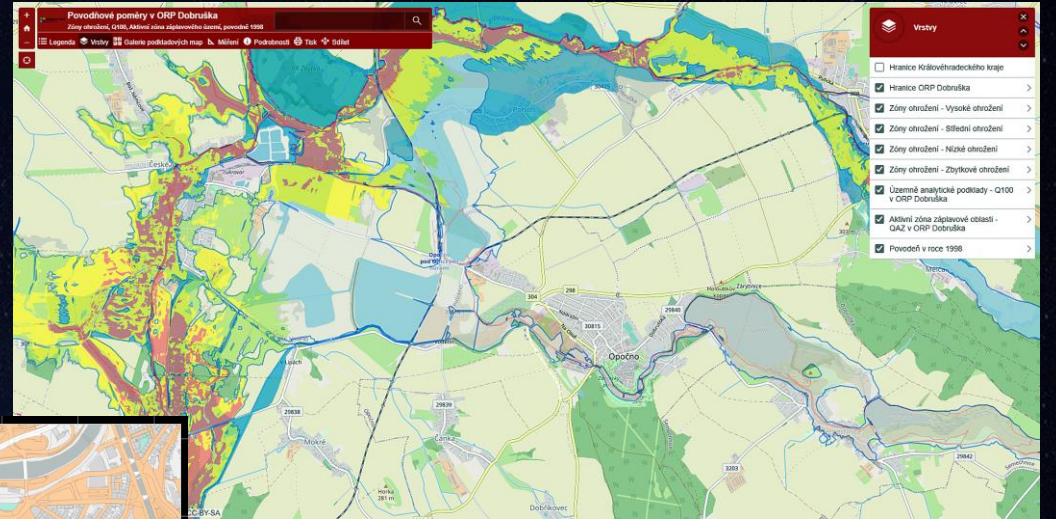 Povodňové poměry v ORP Dobruška
Zóny ohrožení, Q100, Aktivní zóna záplavového území, povodně 1998
Legenda Vrstvy Galerie podkladových map Měření Podrobnosti Tisk Sdílet
Vrstvy
Hranice Královéhradeckého kraje
Hranice ORP Dobruška
Zóny ohrožení - Vysoké ohrožení
Zóny ohrožení - Střední ohrožení
Zóny ohrožení - Nízké ohrožení
Zóny ohrožení - Zbytkové ohrožení
Územně analytické podklady - Q100
v ORP Dobruška
Aktivní zóna záplavové oblasti -
QAZ v ORP Dobruška
Povodeň v roce 1998
České
298
304
29840
30815
Opočno
Lípách
29838
29839
Mokré
Čánka
29842
Semechnice
3203
Horka
281 m
Dobříkovec
CC-BY-SA